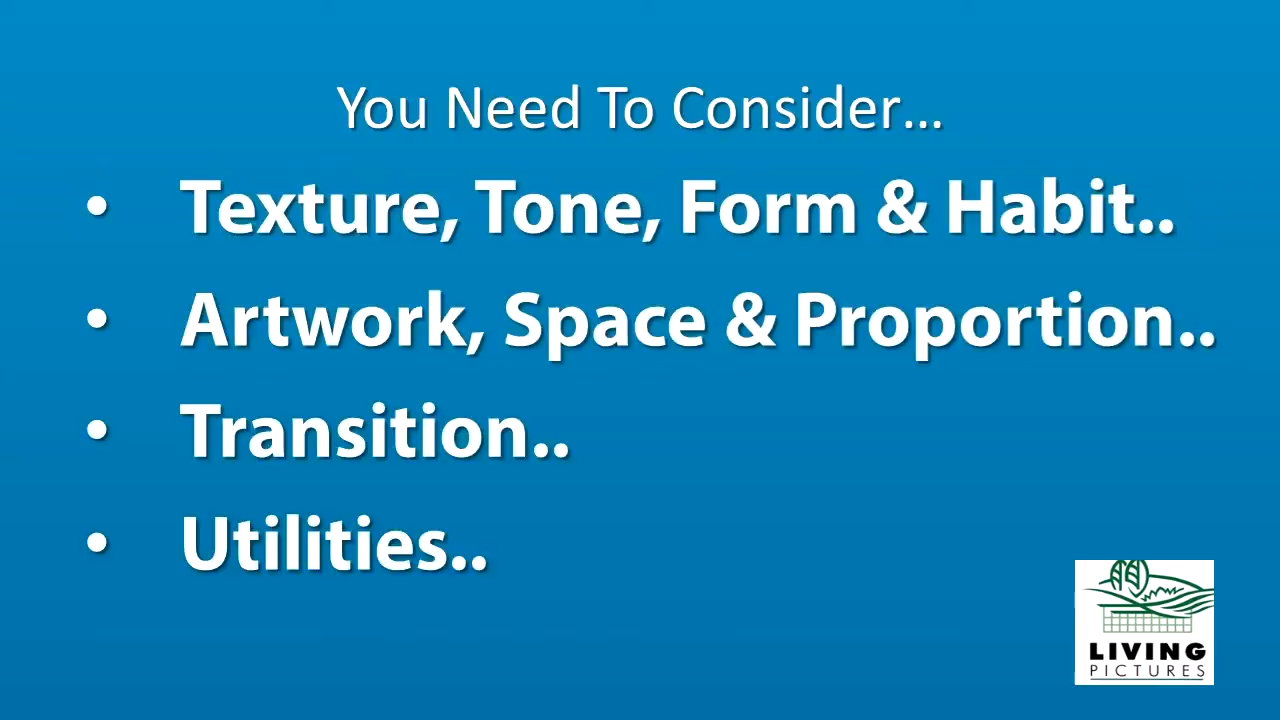 You Need To Consider...
• Texture, Tone, Form & Habit..
• Artwork, Space & Proportion..
• Transition..
• Utilities..
LIVING
PICTURES